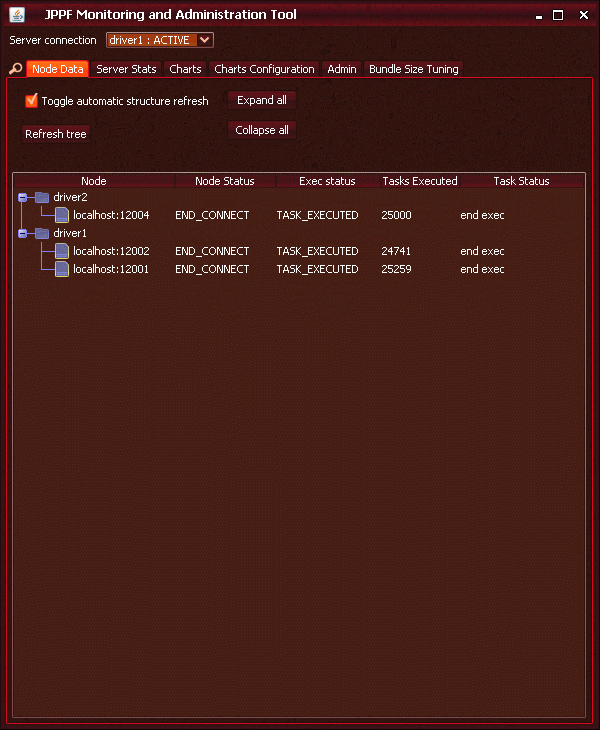 JPPF Monitoring and Administration Tool
Server connection driver1 : ACTIVE
Node Data Server Stats Charts Charts Configuration Admin Bundle Size Tuning
Toggle automatic structure refresh Expand all
Refresh tree Collapse all
Node Node Status Exec status Tasks Executed Task Status
driver2
localhost:12004 END_CONNECT TASK_EXECUTED 25000 end exec
driver1
localhost:12002 END_CONNECT TASK_EXECUTED 24741 end exec
localhost:12001 END_CONNECT TASK_EXECUTED 25259 end exec